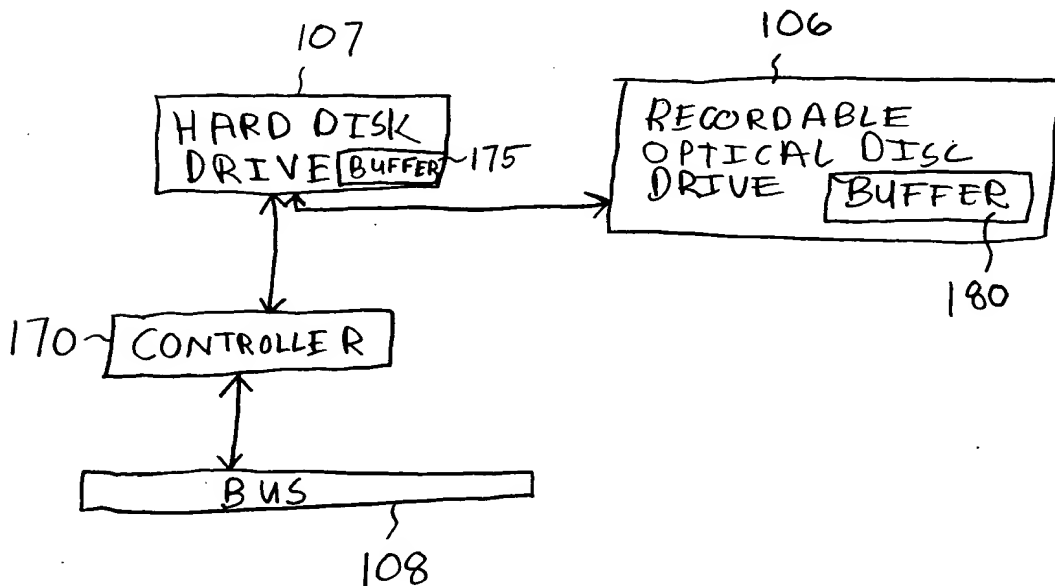 107
106
HARD DISK
DRIVE BUFFER 175
RECORDABLE
OPTICAL DISC
DRIVE BUFFER
180
170 CONTROLLER
BUS
108